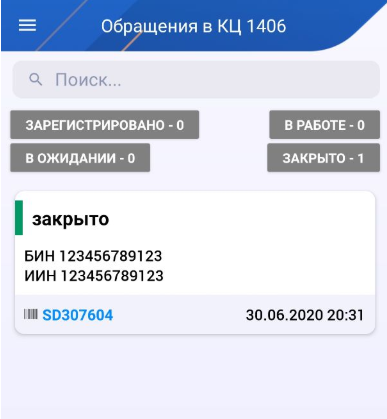 Обращения в КЦ 1406
Поиск...
ЗАРЕГИСТРИРОВАНО - 0
В РАБОТЕ - 0
В ОЖИДАНИИ - 0
ЗАКРЫТО - 1
закрыто
БИН 123456789123
ИИН 123456789123
SD307604
30.06.2020 20:31